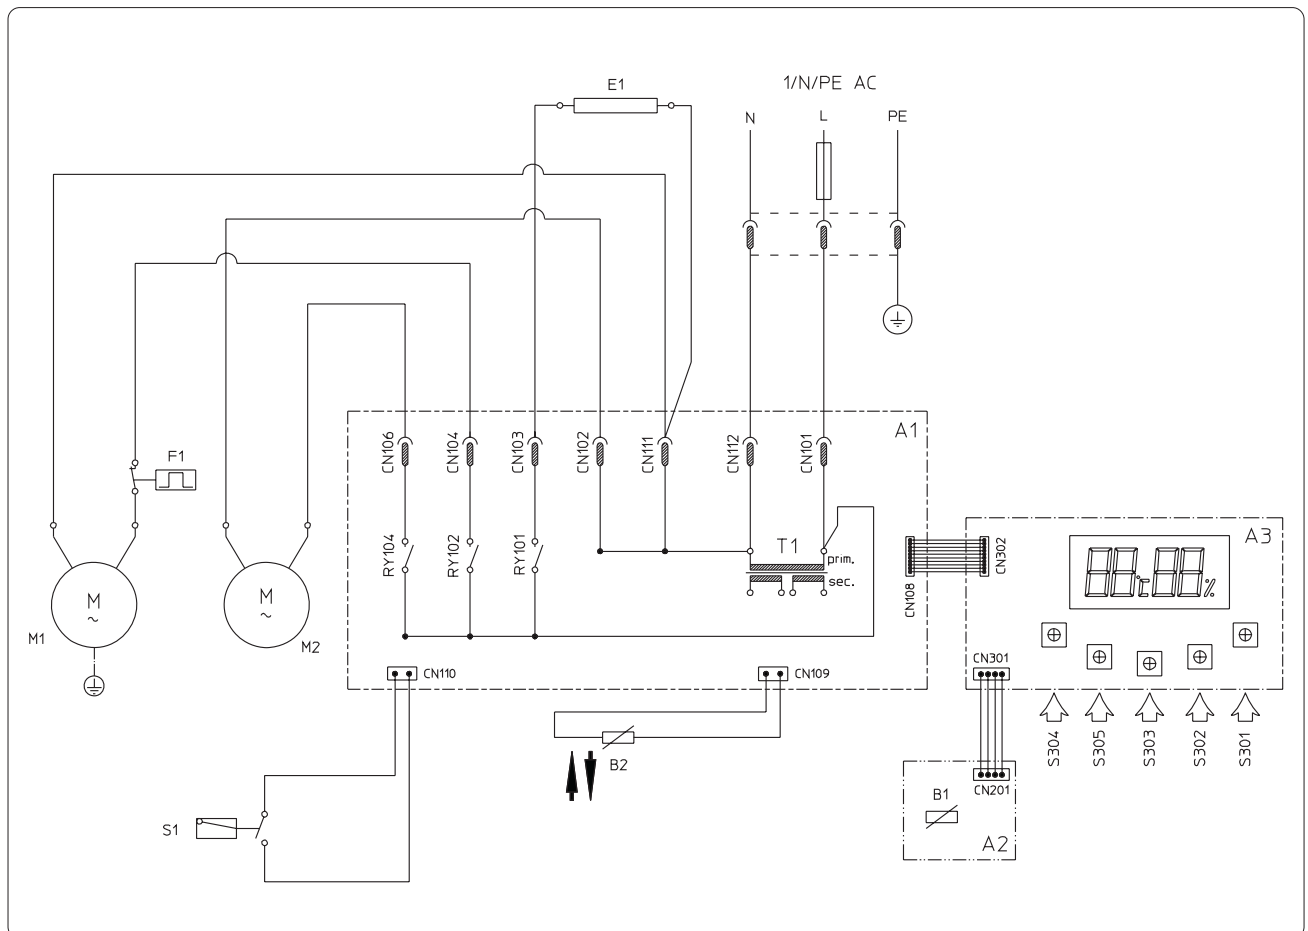 E1
1/N/PE AC
N L PE
A1
CN106 CN104 CN103 CN102 CN111 CN112 CN101
F1
RY104 RY102 RY101
T1
prim.
sec.
M
~
M1
M
~
M2
CN108
CN302
A3
88°C88%
CN110
CN109
CN301
S304 S305 S303 S302 S301
B2
CN201
B1
A2
S1